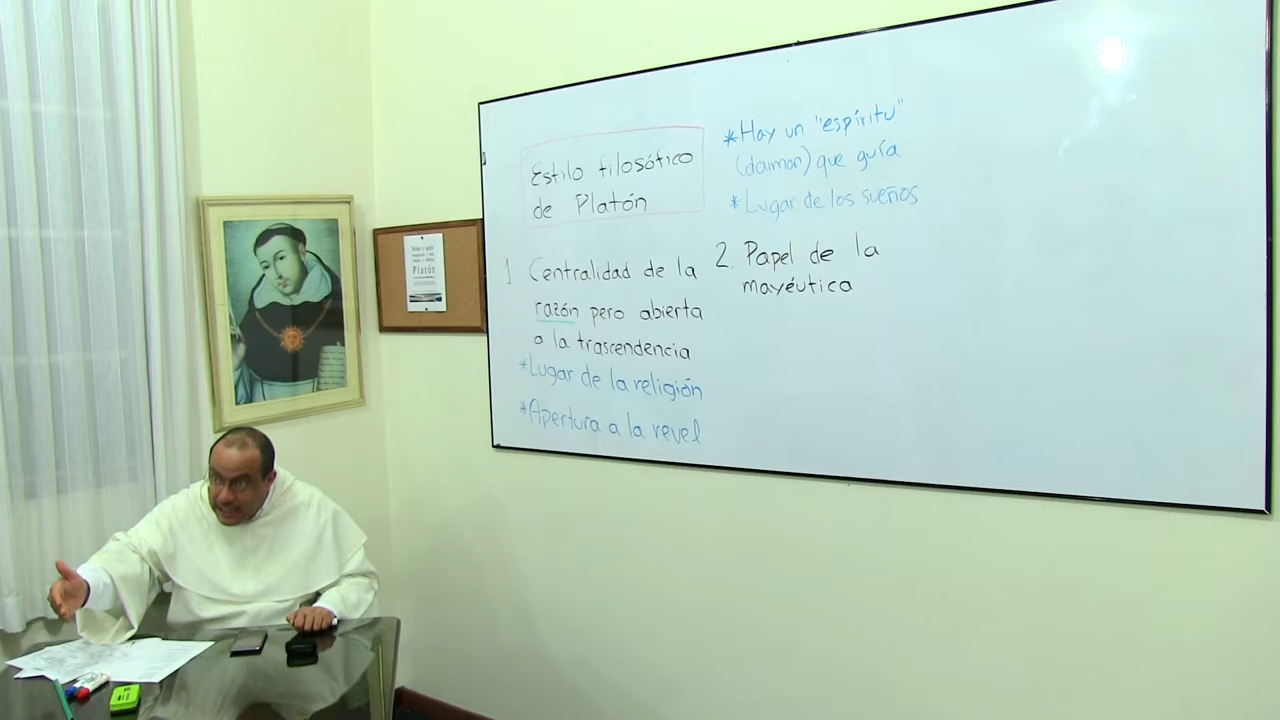 Estilo filosófico
de Platón
1 Centralidad de la
razón pero abierta
a la trascendencia
*Lugar de la religión
*Apertura a la revel
*Hay un "espíritu"
(daimon) que guía
*Lugar de los sueños
2. Papel de la
mayéutica
Platón